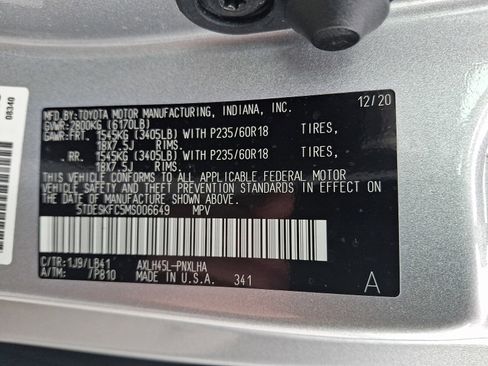 MFD.BY:TOYOTA MOTOR MANUFACTURING, INDIANA, INC. 12/20
GVWR:2800KG (6170LB)
GAWR:FRT. 1545KG (3405LB) WITH P235/60R18 TIRES,
18X7.5J RIMS.
RR. 1545KG (3405LB) WITH P235/60R18 TIRES,
18X7.5J RIMS.
THIS VEHICLE CONFORMS TO ALL APPLICABLE FEDERAL MOTOR
VEHICLE SAFETY AND THEFT PREVENTION STANDARDS IN EFFECT
ON THE DATE OF MANUFACTURE SHOWN ABOVE.
5TDESKFC5MS006649 MPV
C/TR:1J9/LB41 AXLH45L-PNXLHA
A/TM: /P810 MADE IN U.S.A. 341 A
08340